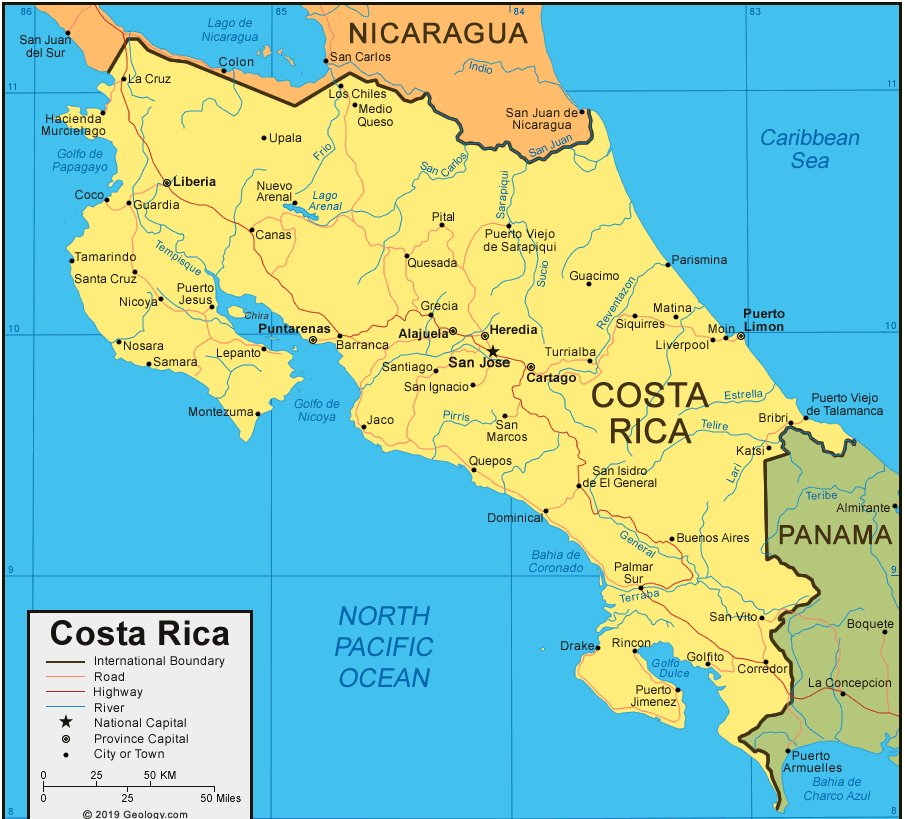 86
85
84
83
Lago de
Nicaragua
NICARAGUA
San Juan
del Sur
Colon
San Carlos
Indio
La Cruz
11
11
Los Chiles
Medio
Queso
San Juan de
Nicaragua
Hacienda
Murcielago
Upala
Frio
San Juan
Caribbean
Sea
Golfo de
Papagayo
San Carlos
Liberia
Nuevo
Arenal
Lago
Arenal
Sarapiqui
Coco
Guardia
Pital
Canas
Puerto Viejo
de Sarapiqui
Tempisque
Tamarindo
Quesada
Sucio
Parismina
Santa Cruz
Guacimo
Puerto
Jesus
Nicoya
Reventazon
Grecia
Matina
Chira
Puerto
Limon
Siquirres
Moin
10
10
Puntarenas
Alajuela
Heredia
Barranca
Liverpool
Nosara
Lepanto
Samara
Turrialba
Santiago
San Jose
Cartago
San Ignacio
COSTA
RICA
Estrella
Puerto Viejo
de Talamanca
Golfo de
Nicoya
Montezuma
Jaco
Pirris
San
Marcos
Telire
Bribri
Katsi
Quepos
San Isidro
de El General
Lari
Teribe
Almirante
Dominical
PANAMA
General
Buenos Aires
Bahia de
Coronado
Palmar
Sur
9
9
Terraba
NORTH
PACIFIC
OCEAN
San Vito
Boquete
Drake
Rincon
Golfo
Dulce
Golfito
Corredor
La Concepcion
Puerto
Jimenez
Puerto
Armuelles
Bahia de
Charco Azul
8
8
Costa Rica
International Boundary
Road
Highway
River
National Capital
Province Capital
City or Town
0 25 50 KM
0 25 50 Miles
© 2019 Geology.com